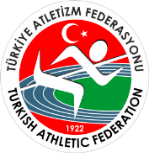 TÜRKİYE ATLETİZM FEDERASYONU
1922
TURKISH ATHLETIC FEDERATION